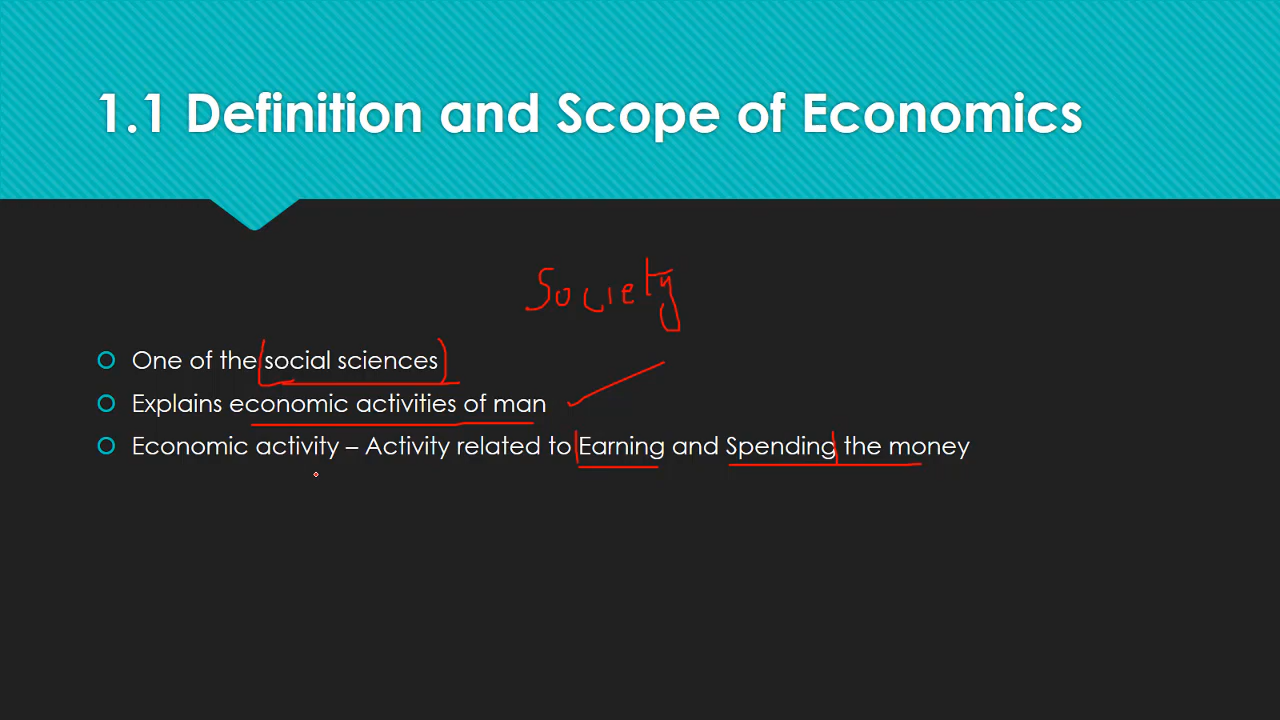 1.1 Definition and Scope of Economics
Society
One of the social sciences
Explains economic activities of man
Economic activity – Activity related to Earning and Spending the money